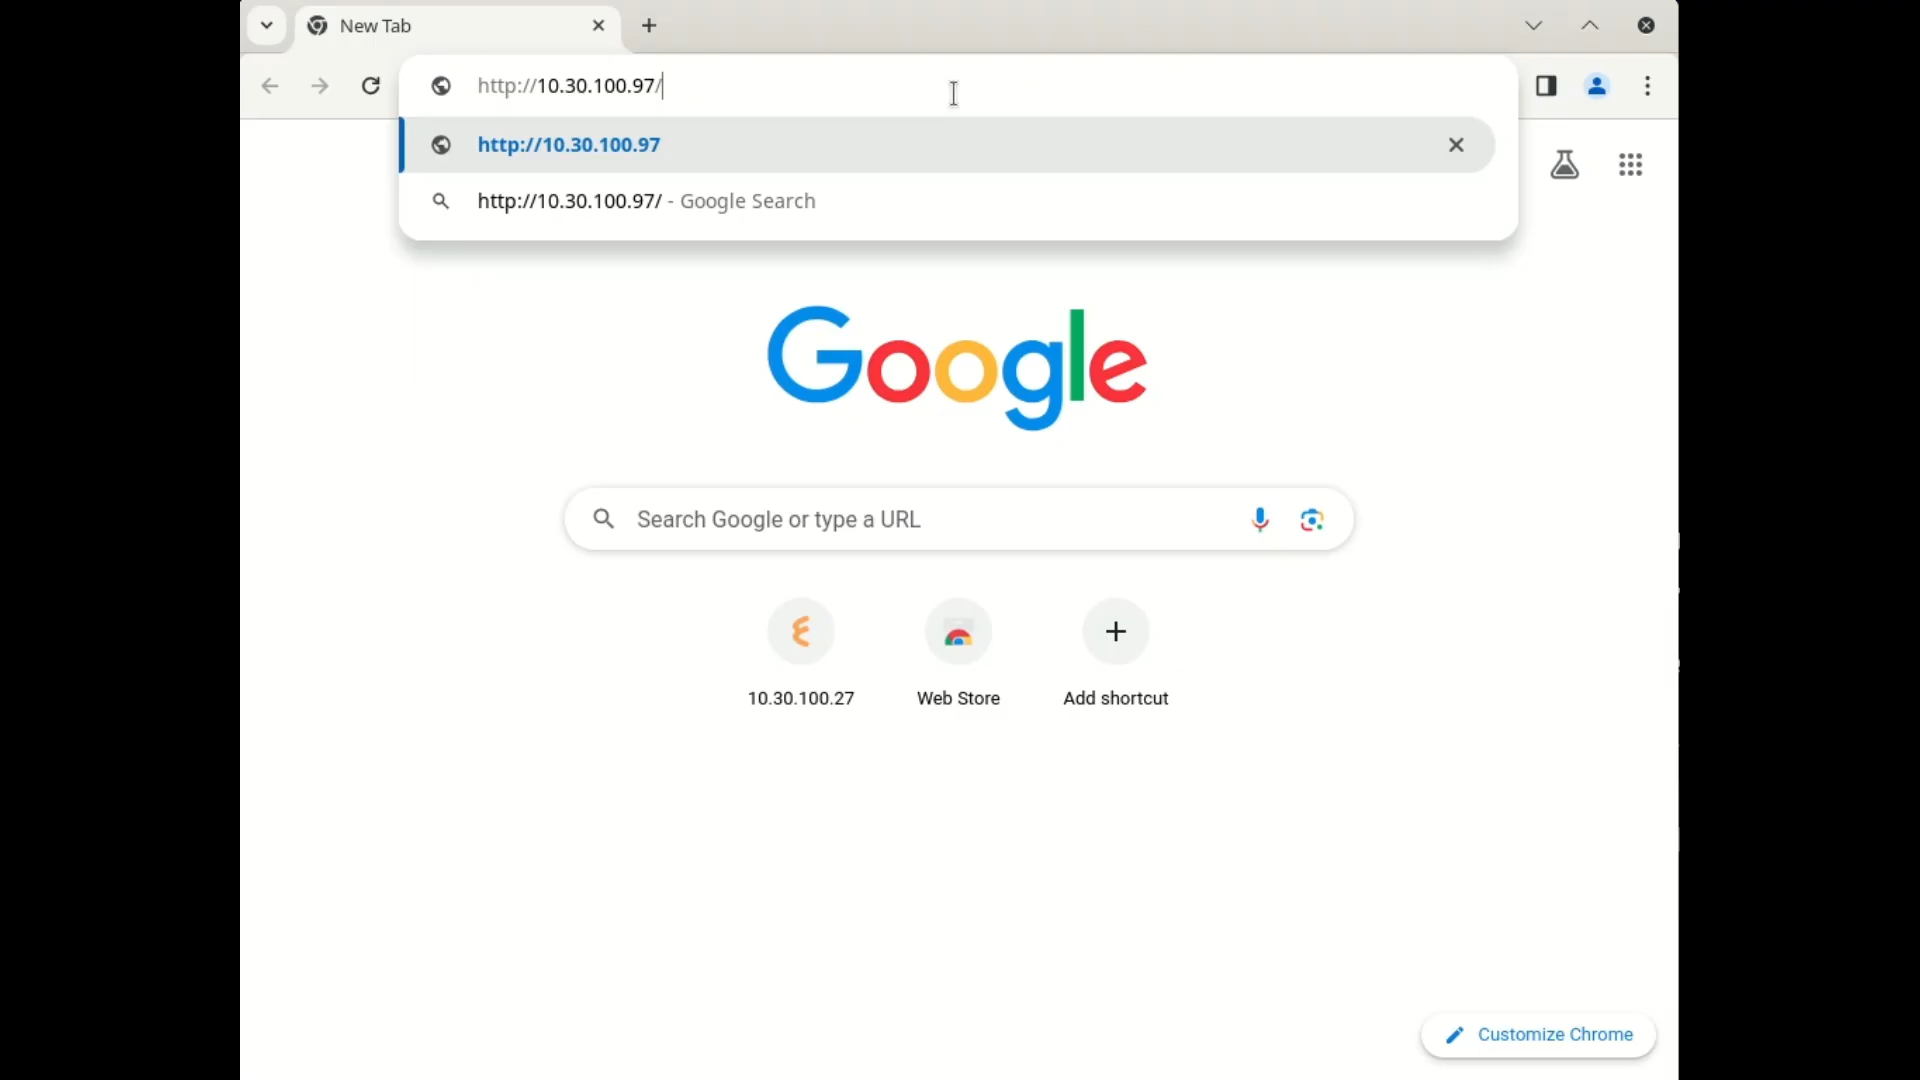 New Tab
http://10.30.100.97/
http://10.30.100.97
http://10.30.100.97/ - Google Search
Google
Search Google or type a URL
10.30.100.27
Web Store
Add shortcut
Customize Chrome